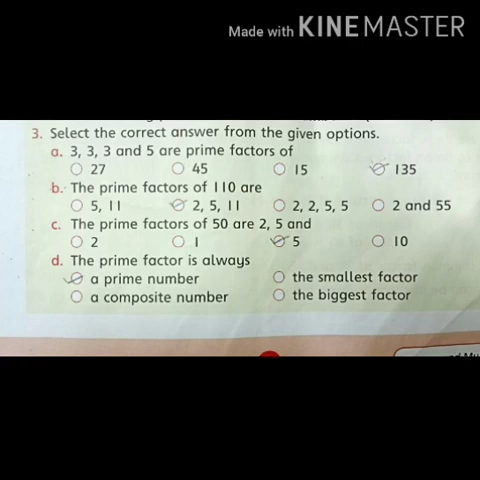 Made with KINEMASTER
3. Select the correct answer from the given options.
a. 3, 3, 3 and 5 are prime factors of
27 45 15 135
b. The prime factors of 110 are
5, 11 2, 5, 11 2, 2, 5, 5 2 and 55
c. The prime factors of 50 are 2, 5 and
2 1 5 10
d. The prime factor is always
a prime number the smallest factor
a composite number the biggest factor